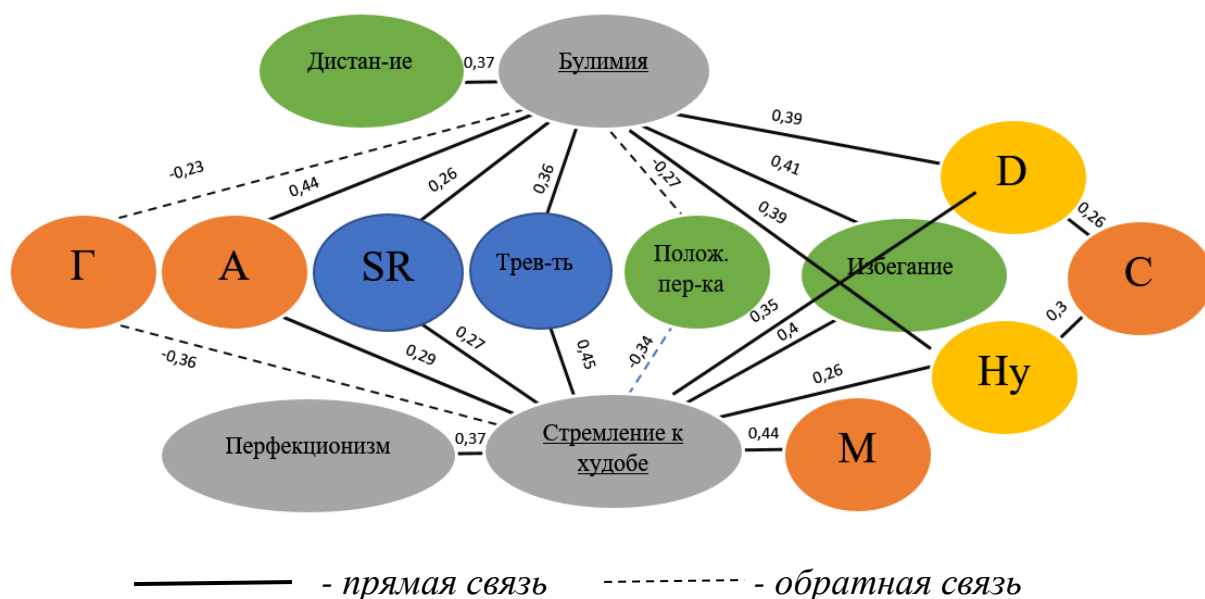 Дистан-ие
0,37
Булимия
0,39
D
-0,23
0,44
0,26
0,36
-0,27
0,41
0,39
0,26
Г
А
SR
Трев-ть
Полож.
пер-ка
Избегание
С
-0,36
0,29
0,27
0,45
-0,34
0,35
0,4
0,26
0,3
Hy
Перфекционизм
0,37
Стремление к
худобе
0,44
М
- прямая связь
- обратная связь